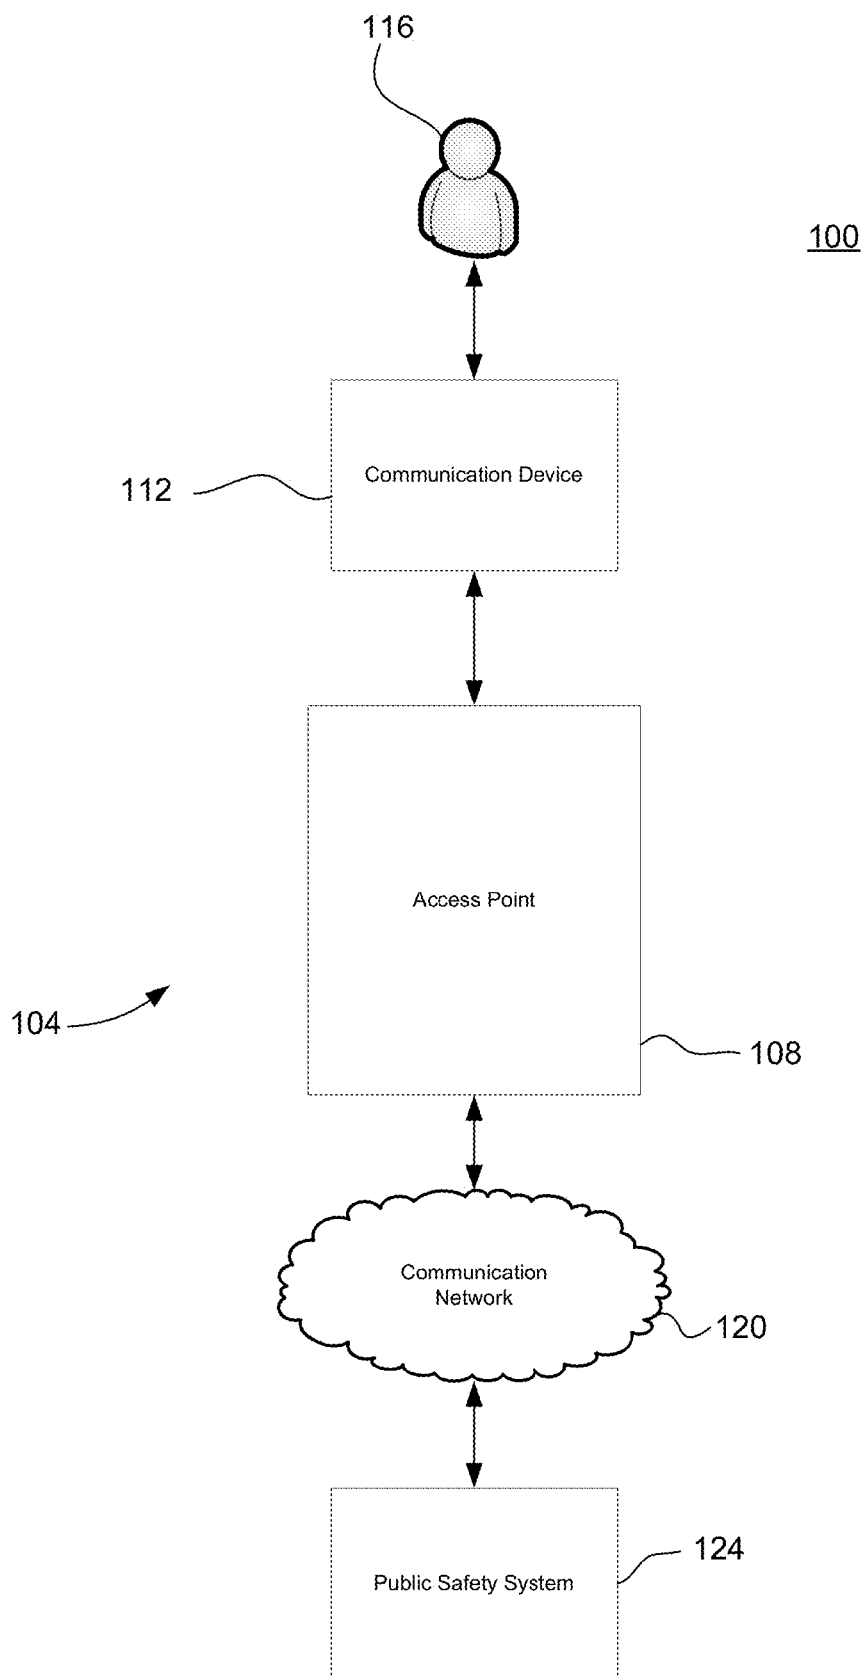 116
100
Communication Device
112
Access Point
104
108
Communication
Network
120
124
Public Safety System